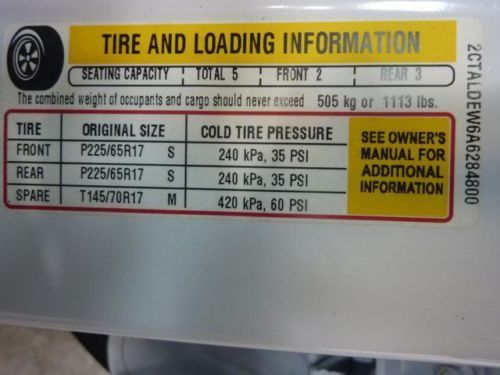 TIRE AND LOADING INFORMATION
SEATING CAPACITY TOTAL 5 FRONT 2 REAR 3
The combined weight of occupants and cargo should never exceed 505 kg or 1113 lbs.
TIRE ORIGINAL SIZE COLD TIRE PRESSURE
FRONT P225/65R17 S 240 kPa, 35 PSI
REAR P225/65R17 S 240 kPa, 35 PSI
SPARE T145/70R17 M 420 kPa, 60 PSI
SEE OWNER'S
MANUAL FOR
ADDITIONAL
INFORMATION
2CTALDEW6A6284800